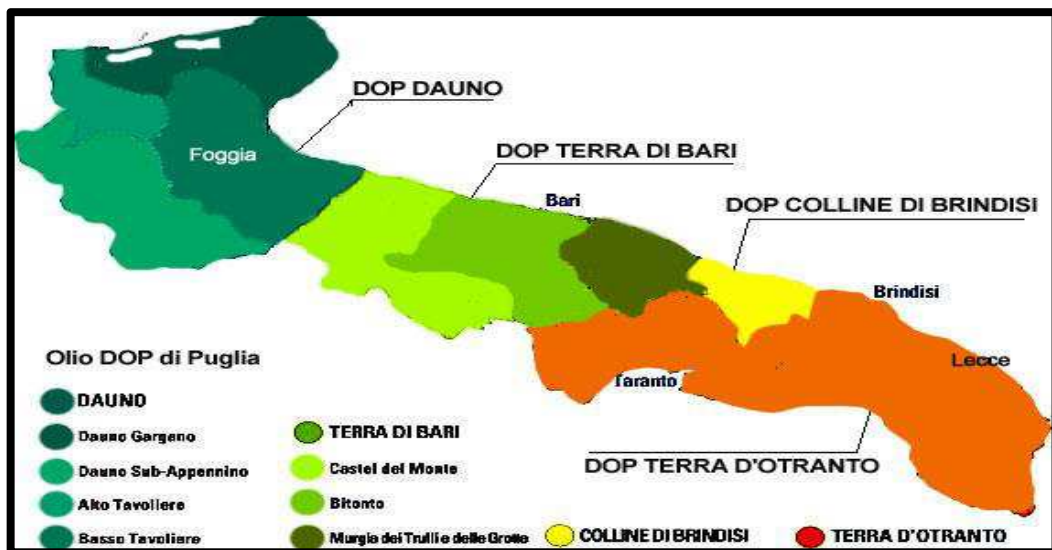 DOP DAUNO
DOP TERRA DI BARI
Foggia
Bari
DOP COLLINE DI BRINDISI
Brindisi
Olio DOP di Puglia
Lecce
Taranto
DAUNO
TERRA DI BARI
Dauno Gargano
Castel del Monte
DOP TERRA D'OTRANTO
Dauno Sub-Appennino
Alto Tavoliere
Bitonto
Basso Tavoliere
Murgia dei Trulli e delle Grotte
COLLINE DI BRINDISI
TERRA D'OTRANTO